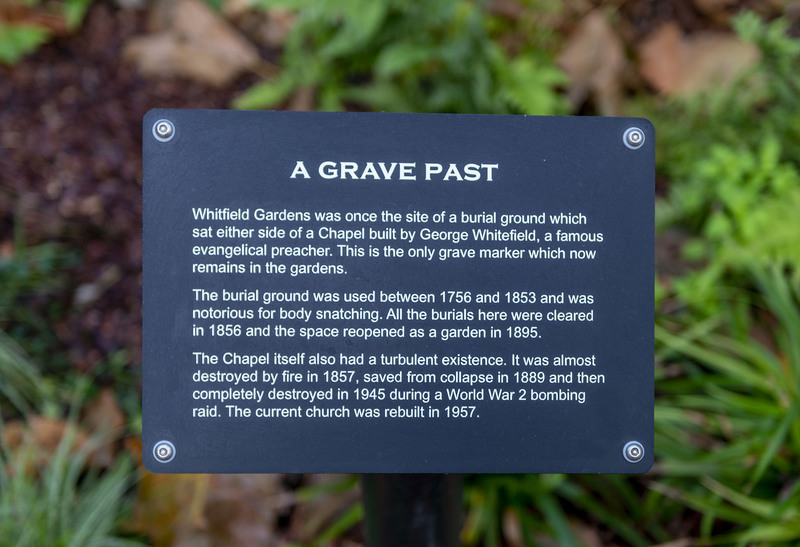 A GRAVE PAST
Whitfield Gardens was once the site of a burial ground which
sat either side of a Chapel built by George Whitefield, a famous
evangelical preacher. This is the only grave marker which now
remains in the gardens.
The burial ground was used between 1756 and 1853 and was
notorious for body snatching. All the burials here were cleared
in 1856 and the space reopened as a garden in 1895.
The Chapel itself also had a turbulent existence. It was almost
destroyed by fire in 1857, saved from collapse in 1889 and then
completely destroyed in 1945 during a World War 2 bombing
raid. The current church was rebuilt in 1957.